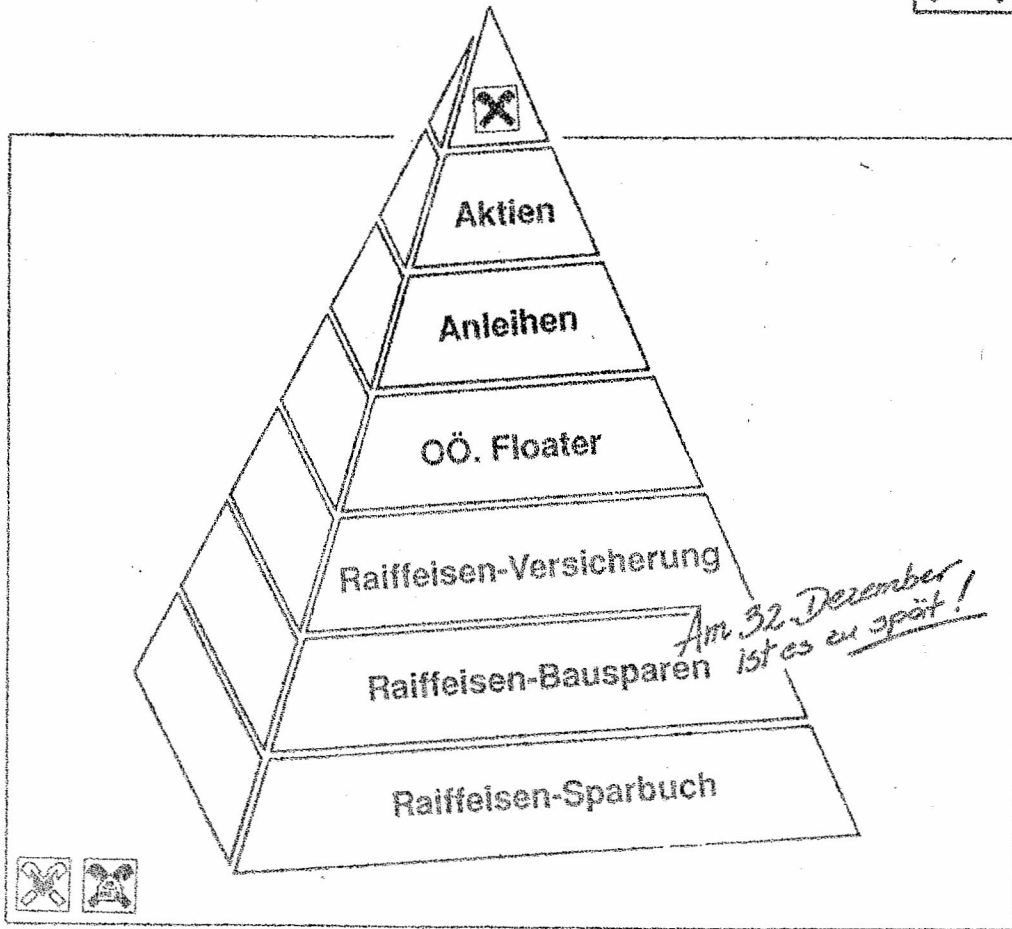 Aktien
Anleihen
OÖ. Floater
Raiffeisen-Versicherung
Am 32. Dezember
ist es zu spät!
Raiffeisen-Bausparen
Raiffeisen-Sparbuch